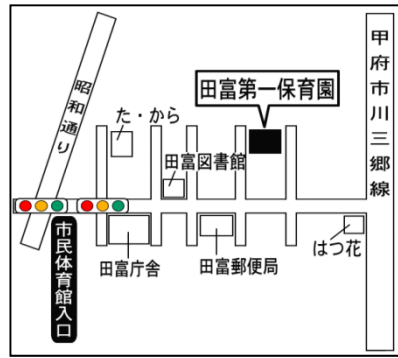 昭和通り
た・から
田富図書館
田富第一保育園
甲府市川三郷線
市民体育館入口
田富庁舎
田富郵便局
はつ花